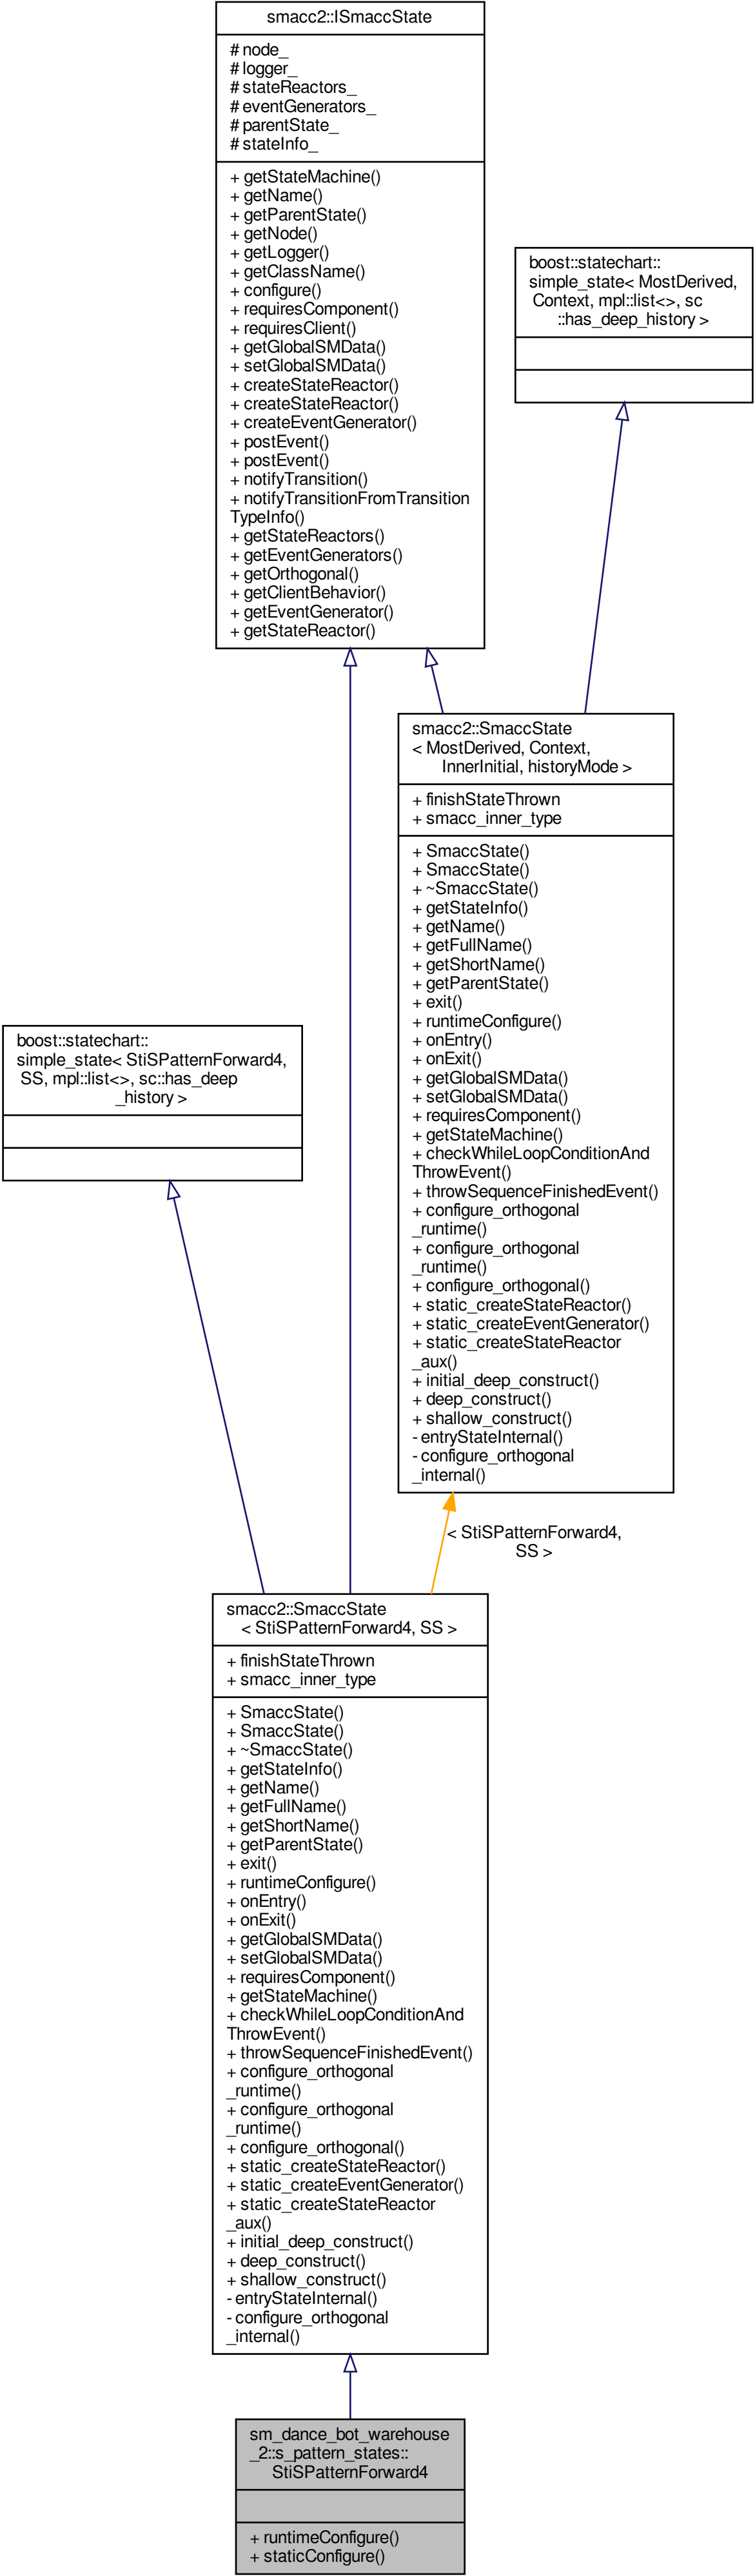 smacc2::ISmaccState
# node_
# logger_
# stateReactors_
# eventGenerators_
# parentState_
# stateInfo_
+ getStateMachine()
+ getName()
+ getParentState()
+ getNode()
+ getLogger()
+ getClassName()
+ configure()
+ requiresComponent()
+ requiresClient()
+ getGlobalSMData()
+ setGlobalSMData()
+ createStateReactor()
+ createStateReactor()
+ createEventGenerator()
+ postEvent()
+ postEvent()
+ notifyTransition()
+ notifyTransitionFromTransition
TypeInfo()
+ getStateReactors()
+ getEventGenerators()
+ getOrthogonal()
+ getClientBehavior()
+ getEventGenerator()
+ getStateReactor()
boost::statechart::
simple_state< MostDerived,
Context, mpl::list<>, sc
::has_deep_history >
smacc2::SmaccState
< MostDerived, Context,
InnerInitial, historyMode >
+ finishStateThrown
+ smacc_inner_type
+ SmaccState()
+ SmaccState()
+ ~SmaccState()
+ getStateInfo()
+ getName()
+ getFullName()
+ getShortName()
+ getParentState()
+ exit()
+ runtimeConfigure()
+ onEntry()
+ onExit()
+ getGlobalSMData()
+ setGlobalSMData()
+ requiresComponent()
+ getStateMachine()
+ checkWhileLoopConditionAnd
ThrowEvent()
+ throwSequenceFinishedEvent()
+ configure_orthogonal
_runtime()
+ configure_orthogonal
_runtime()
+ configure_orthogonal()
+ static_createStateReactor()
+ static_createEventGenerator()
+ static_createStateReactor
_aux()
+ initial_deep_construct()
+ deep_construct()
+ shallow_construct()
- entryStateInternal()
- configure_orthogonal
_internal()
boost::statechart::
simple_state< StiSPatternForward4,
SS, mpl::list<>, sc::has_deep
_history >
< StiSPatternForward4,
SS >
smacc2::SmaccState
< StiSPatternForward4, SS >
+ finishStateThrown
+ smacc_inner_type
+ SmaccState()
+ SmaccState()
+ ~SmaccState()
+ getStateInfo()
+ getName()
+ getFullName()
+ getShortName()
+ getParentState()
+ exit()
+ runtimeConfigure()
+ onEntry()
+ onExit()
+ getGlobalSMData()
+ setGlobalSMData()
+ requiresComponent()
+ getStateMachine()
+ checkWhileLoopConditionAnd
ThrowEvent()
+ throwSequenceFinishedEvent()
+ configure_orthogonal
_runtime()
+ configure_orthogonal
_runtime()
+ configure_orthogonal()
+ static_createStateReactor()
+ static_createEventGenerator()
+ static_createStateReactor
_aux()
+ initial_deep_construct()
+ deep_construct()
+ shallow_construct()
- entryStateInternal()
- configure_orthogonal
_internal()
sm_dance_bot_warehouse
_2::s_pattern_states::
StiSPatternForward4
+ runtimeConfigure()
+ staticConfigure()